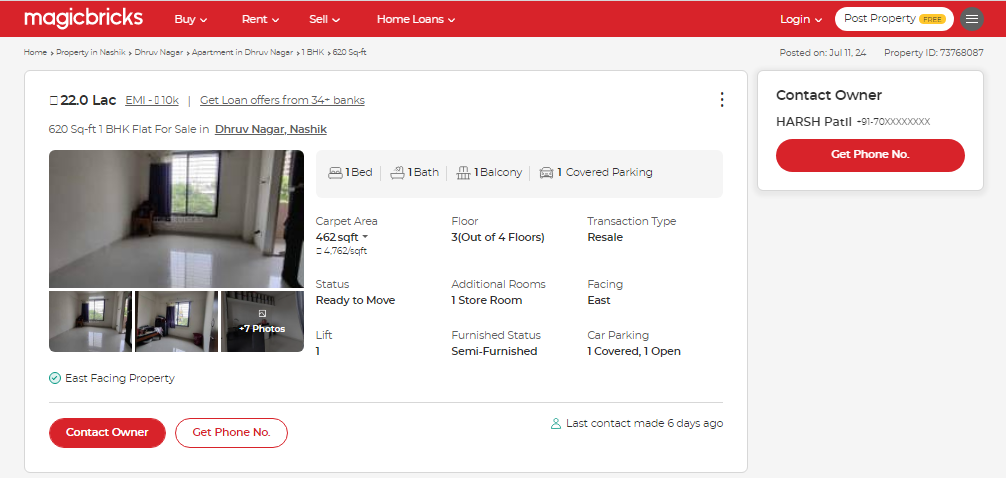 magicbricks Buy Rent Sell Home Loans Login Post Property FREE
Home > Property in Nashik > Dhruv Nagar > Apartment in Dhruv Nagar > 1 BHK > 620 Sq-ft
Posted on: Jul 11, 24 Property ID: 73768087
22.0 Lac EMI - 10k | Get Loan offers from 34+ banks
620 Sq-ft 1 BHK Flat For Sale in Dhruv Nagar, Nashik
magicbricks
+7 Photos
1 Bed 1 Bath 1 Balcony 1 Covered Parking
Carpet Area Floor Transaction Type
462 sqft 3(Out of 4 Floors) Resale
4,762/sqft
Status Additional Rooms Facing
Ready to Move 1 Store Room East
Lift Furnished Status Car Parking
1 Semi-Furnished 1 Covered, 1 Open
East Facing Property
Contact Owner Get Phone No.
Last contact made 6 days ago
Contact Owner
HARSH Patil +91-70XXXXXXXX
Get Phone No.